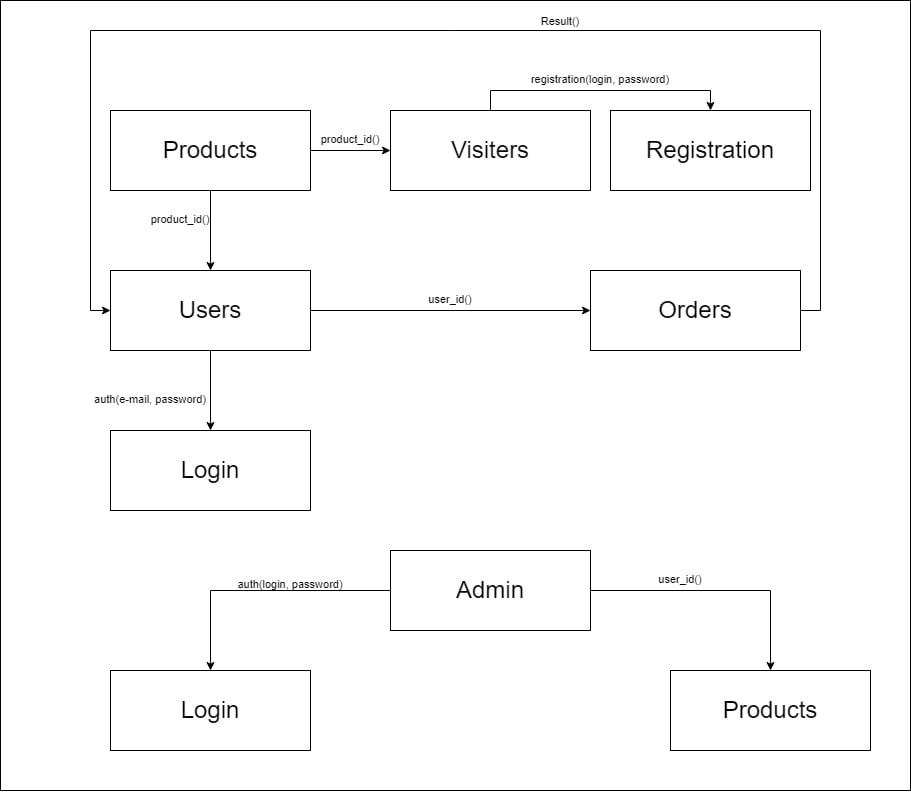 Result()
registration(login, password)
Products
product_id()
Visiters
Registration
product_id()
Users
user_id()
Orders
auth(e-mail, password)
Login
Admin
auth(login, password)
user_id()
Login
Products